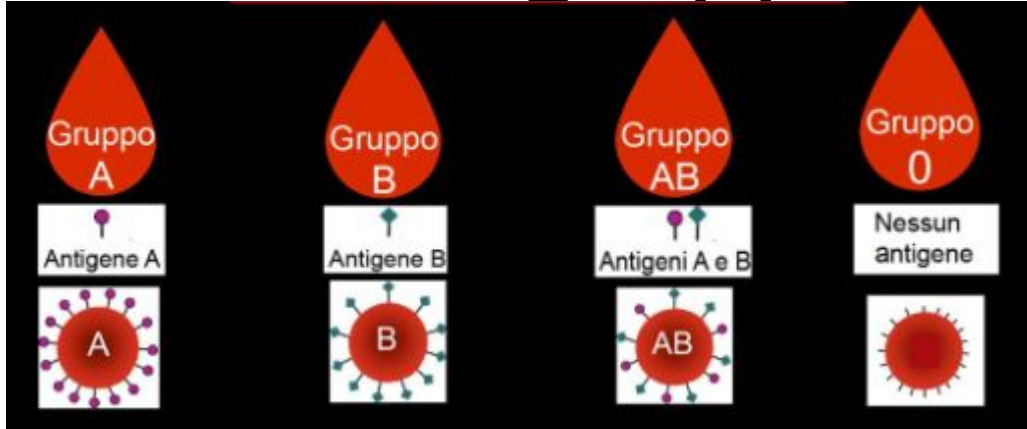 Gruppo
A
Gruppo
B
Gruppo
AB
Gruppo
0
Antigene A
Antigene B
Antigeni A e B
Nessun
antigene
A
B
AB